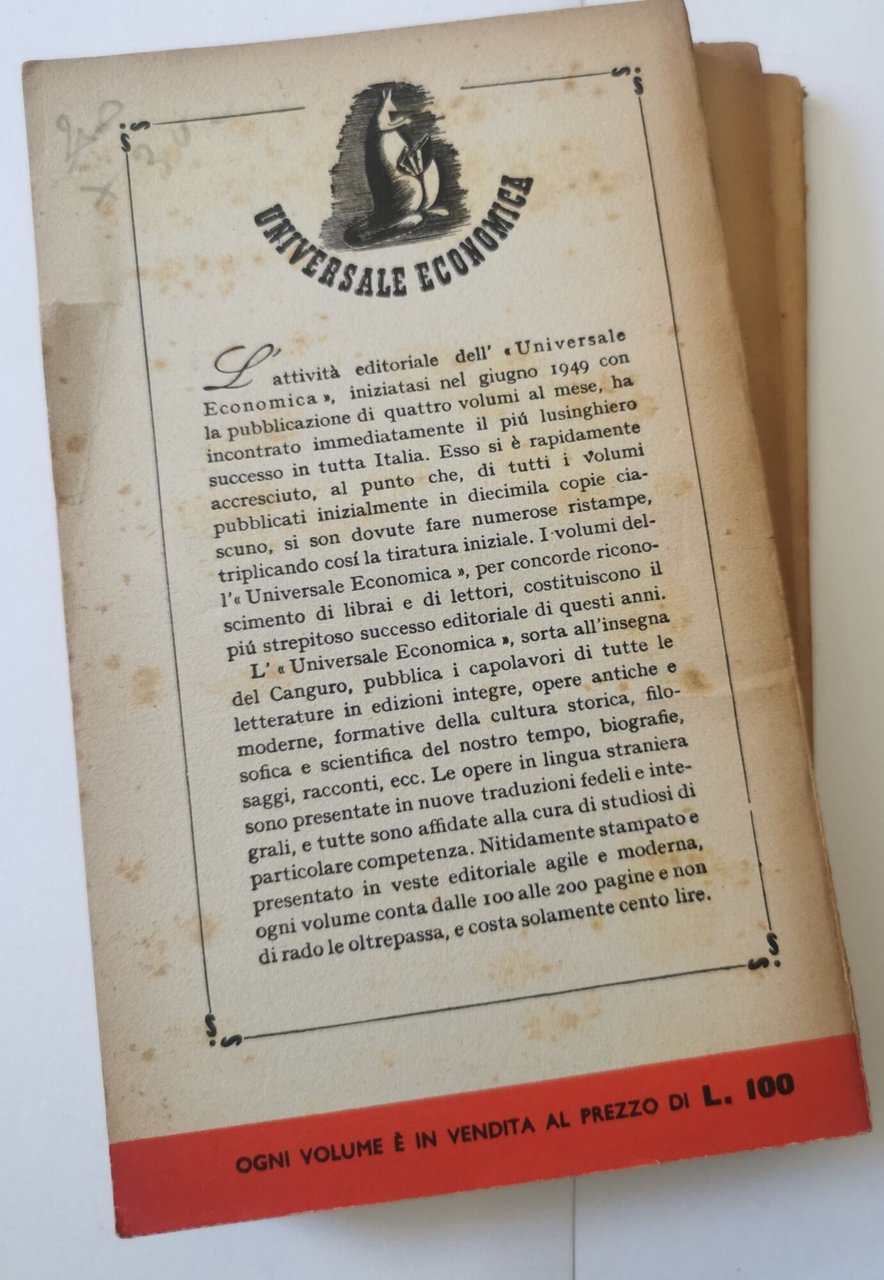 UNIVERSALE ECONOMICA
L'attività editoriale dell' «Universale
Economica», iniziatasi nel giugno 1949 con
la pubblicazione di quattro volumi al mese, ha
incontrato immediatamente il piú lusinghiero
successo in tutta Italia. Esso si è rapidamente
accresciuto, al punto che, di tutti i volumi
pubblicati inizialmente in diecimila copie cia-
scuno, si son dovute fare numerose ristampe,
triplicando cosí la tiratura iniziale. I volumi del-
l'«Universale Economica», per concorde ricono-
scimento di librai e di lettori, costituiscono il
piú strepitoso successo editoriale di questi anni.
L' «Universale Economica», sorta all'insegna
del Canguro, pubblica i capolavori di tutte le
letterature in edizioni integre, opere antiche e
moderne, formative della cultura storica, filo-
sofica e scientifica del nostro tempo, biografie,
saggi, racconti, ecc. Le opere in lingua straniera
sono presentate in nuove traduzioni fedeli e inte-
grali, e tutte sono affidate alla cura di studiosi di
particolare competenza. Nitidamente stampato e
presentato in veste editoriale agile e moderna,
ogni volume conta dalle 100 alle 200 pagine e non
di rado le oltrepassa, e costa solamente cento lire.
OGNI VOLUME È IN VENDITA AL PREZZO DI L. 100